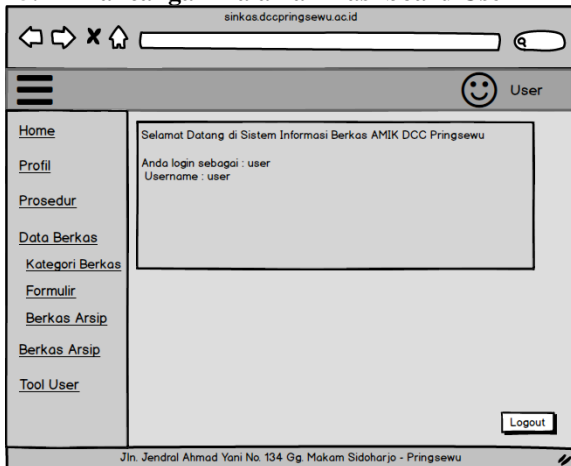 sinkas.dccpringsewu.ac.id
User
Home
Profil
Prosedur
Data Berkas
Kategori Berkas
Formulir
Berkas Arsip
Berkas Arsip
Tool User
Selamat Datang di Sistem Informasi Berkas AMIK DCC Pringsewu
Anda login sebagai : user
Username : user
Logout
Jln. Jendral Ahmad Yani No. 134 Gg. Makam Sidoharjo - Pringsewu